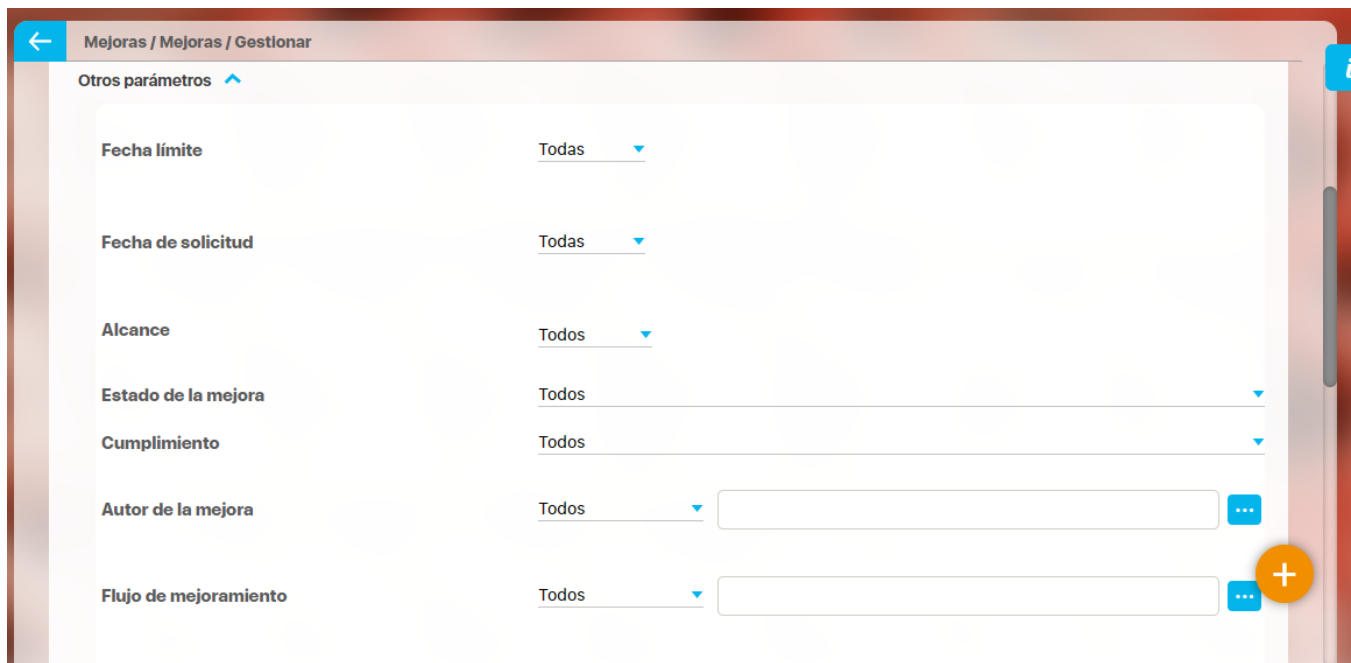 Mejoras / Mejoras / Gestionar
Otros parámetros
Fecha límite Todas
Fecha de solicitud Todas
Alcance Todos
Estado de la mejora Todos
Cumplimiento Todos
Autor de la mejora Todos
Flujo de mejoramiento Todos